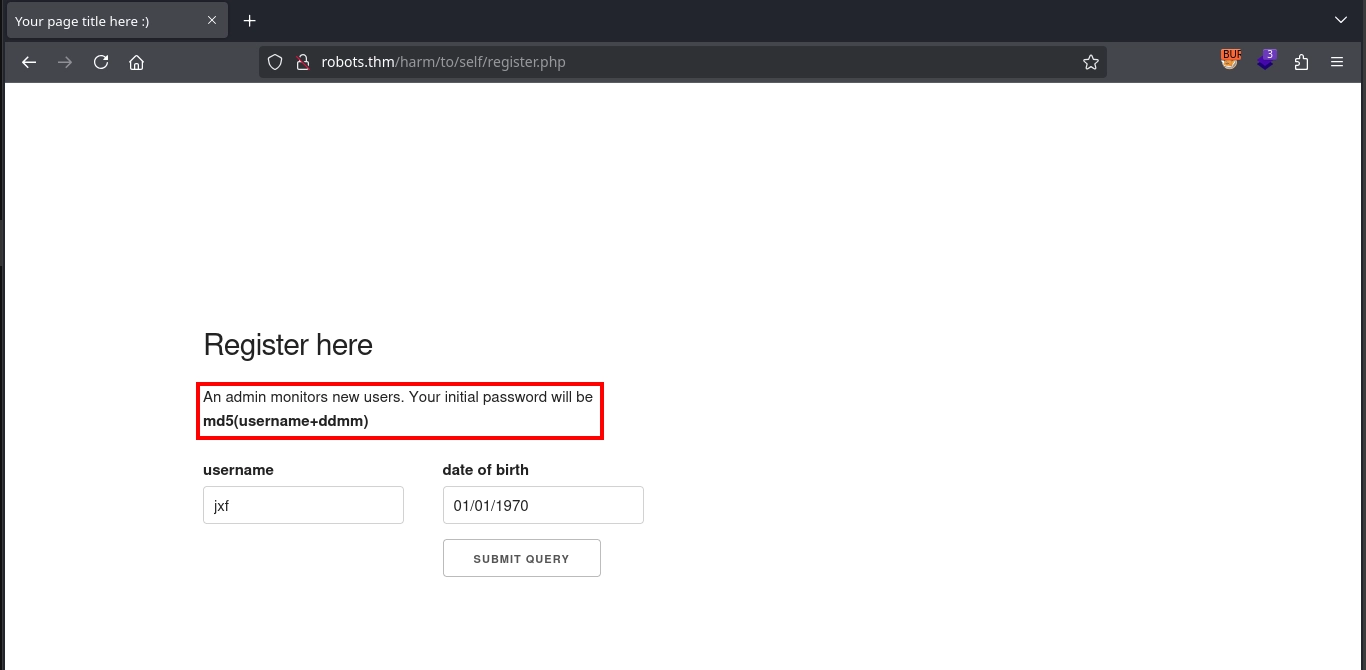 Your page title here :)
robots.thm/harm/to/self/register.php
BUR
3
Register here
An admin monitors new users. Your initial password will be
md5(username+ddmm)
username date of birth
jxf 01/01/1970
SUBMIT QUERY